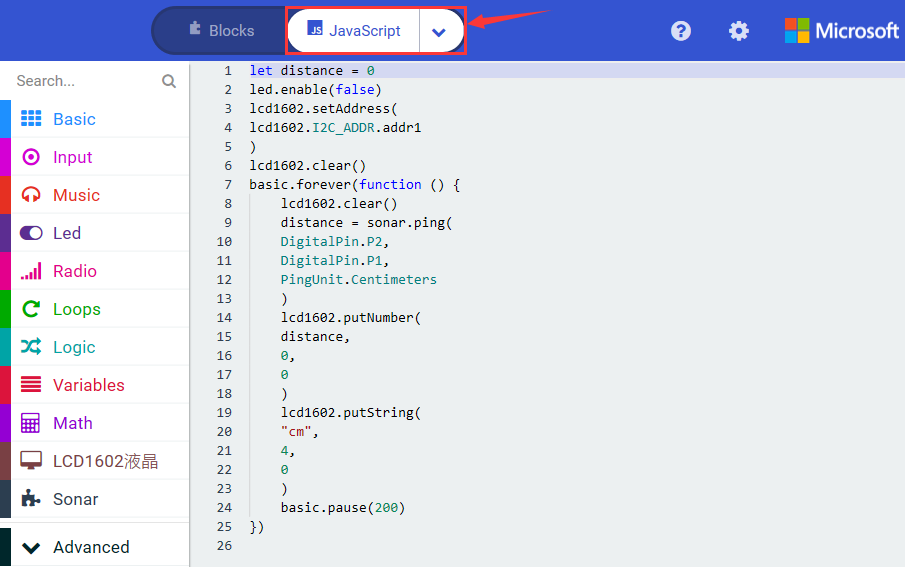 Blocks
JS JavaScript
?
Microsoft
Search...
Basic
Input
Music
Led
Radio
Loops
Logic
Variables
Math
LCD1602液晶
Sonar
Advanced
1 let distance = 0
2 led.enable(false)
3 lcd1602.setAddress(
4 lcd1602.I2C_ADDR.addr1
5 )
6 lcd1602.clear()
7 basic.forever(function () {
8     lcd1602.clear()
9     distance = sonar.ping(
10     DigitalPin.P2,
11     DigitalPin.P1,
12     PingUnit.Centimeters
13     )
14     lcd1602.putNumber(
15     distance,
16     0,
17     0
18     )
19     lcd1602.putString(
20     "cm",
21     4,
22     0
23     )
24     basic.pause(200)
25 })
26